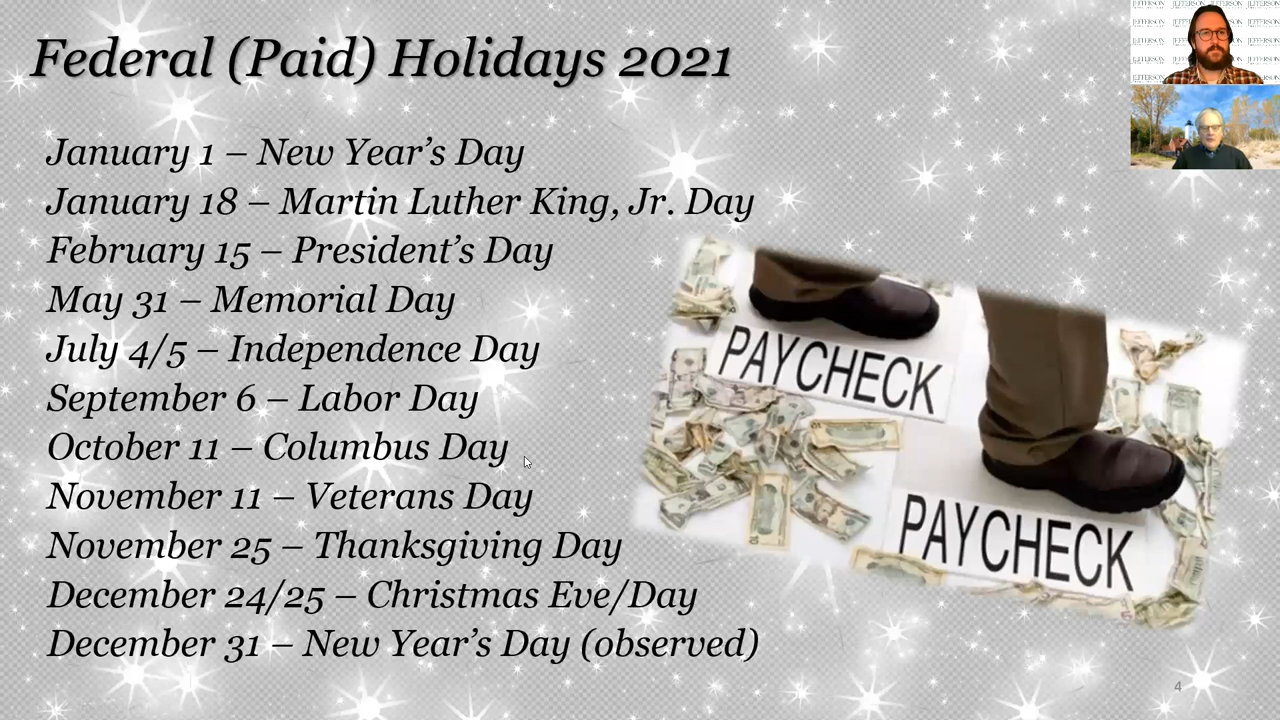 Federal (Paid) Holidays 2021
January 1 – New Year’s Day
January 18 – Martin Luther King, Jr. Day
February 15 – President’s Day
May 31 – Memorial Day
July 4/5 – Independence Day
September 6 – Labor Day
October 11 – Columbus Day
November 11 – Veterans Day
November 25 – Thanksgiving Day
December 24/25 – Christmas Eve/Day
December 31 – New Year’s Day (observed)
PAYCHECK
PAYCHECK
4